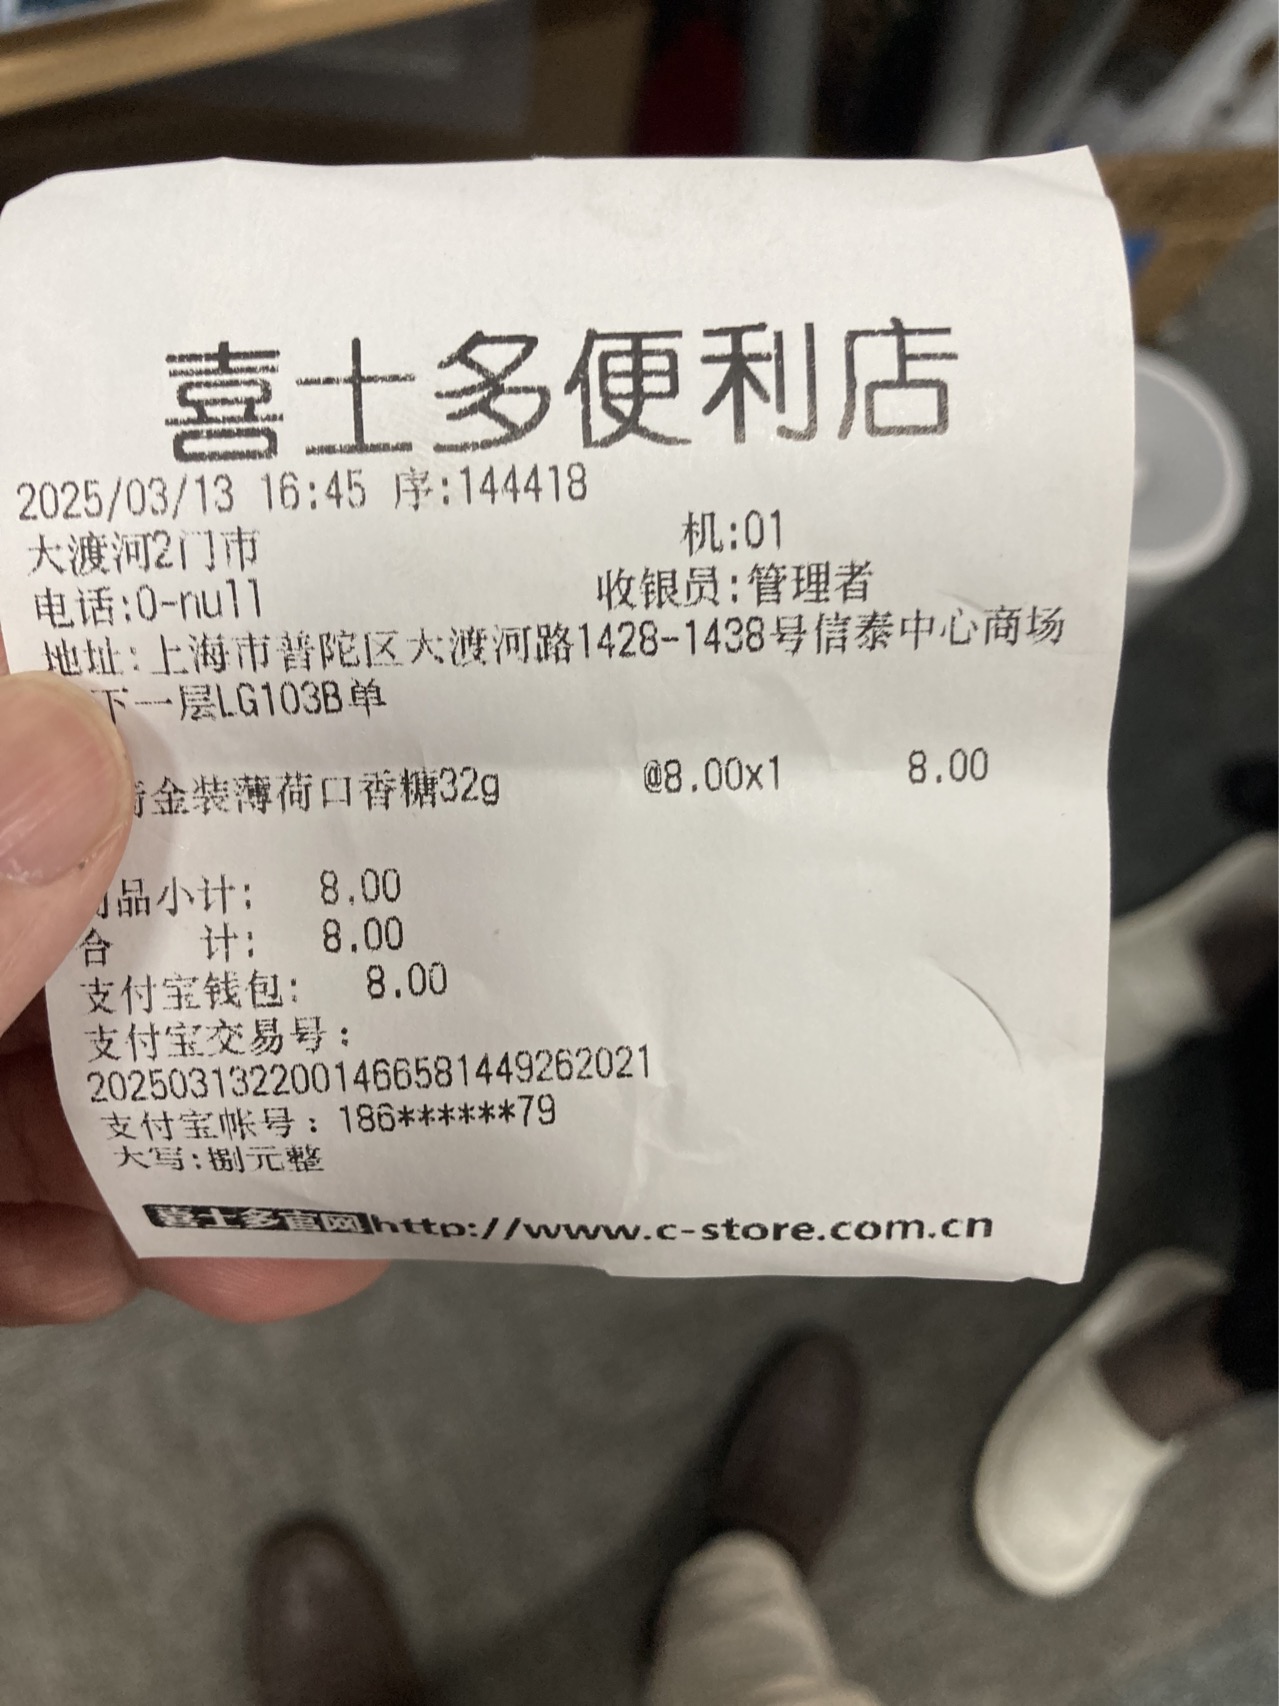 喜士多便利店
2025/03/13 16:45 序:144418
大渡河2门市 机:01
电话:0-null 收银员:管理者
地址:上海市普陀区大渡河路1428-1438号信泰中心商场
下一层LG103B单
金装薄荷口香糖32g @8.00x1 8.00
品小计: 8.00
合 计: 8.00
支付宝钱包: 8.00
支付宝交易号:
2025031322001466581449262021
支付宝帐号:186******79
大写:捌元整
喜士多官网http://www.c-store.com.cn